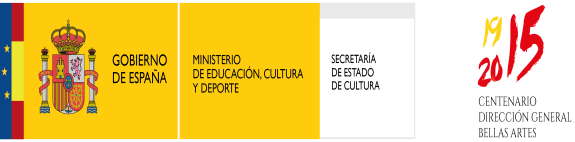 GOBIERNO
DE ESPAÑA
MINISTERIO
DE EDUCACIÓN, CULTURA
Y DEPORTE
SECRETARÍA
DE ESTADO
DE CULTURA
19
2015
CENTENARIO
DIRECCIÓN GENERAL
BELLAS ARTES